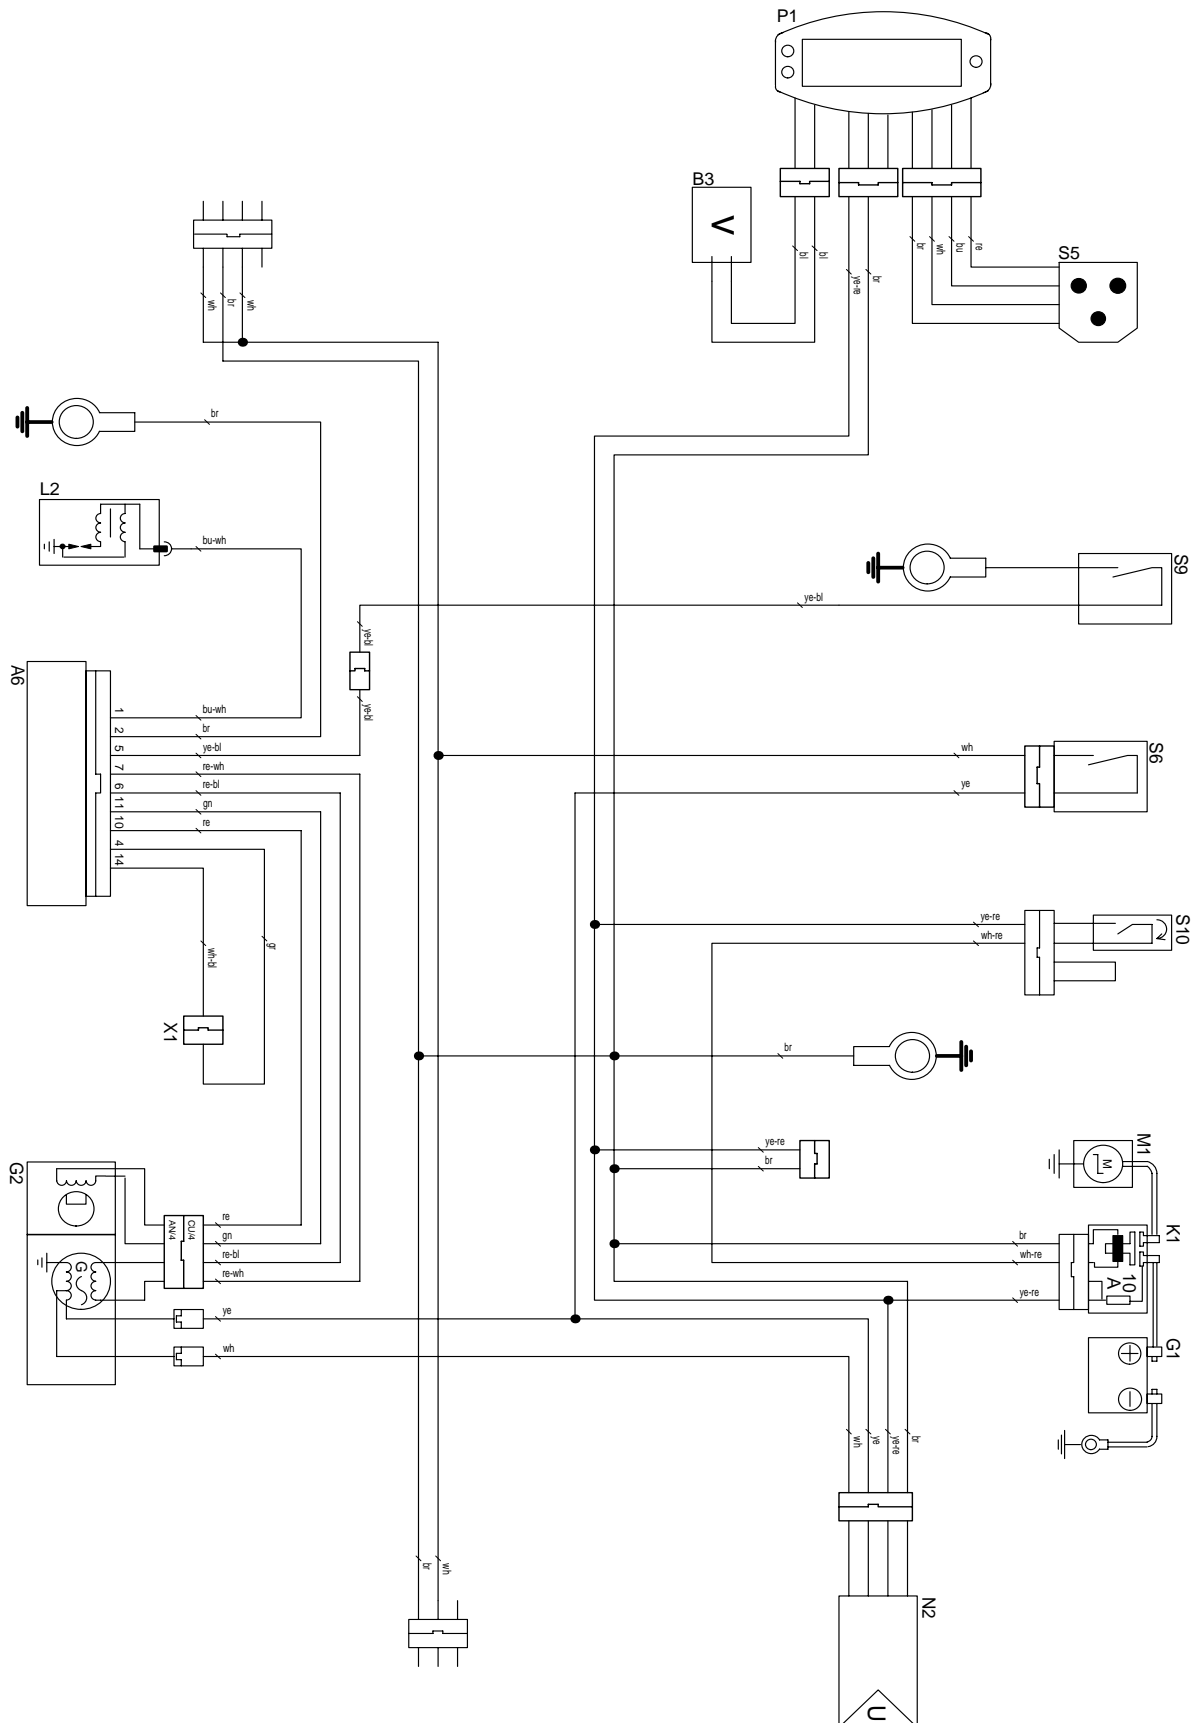 P1
B3
V
S5
bl
bl
ye-re
br
br
wh
bu
re
wh
br
wh
br
L2
bu-wh
S9
ye-bl
ye-bl
ye-bl
A6
1
bu-wh
2
br
5
ye-bl
7
re-wh
6
re-bl
11
gn
10
re
4
14
wh-bl
gr
X1
S6
wh
ye
S10
ye-re
wh-re
br
ye-re
br
M1
M
K1
br
wh-re
10
A
ye-re
G1
G2
G
AN/4
CU/4
re
gn
re-bl
re-wh
ye
wh
wh
ye
ye-re
br
br
wh
N2
U